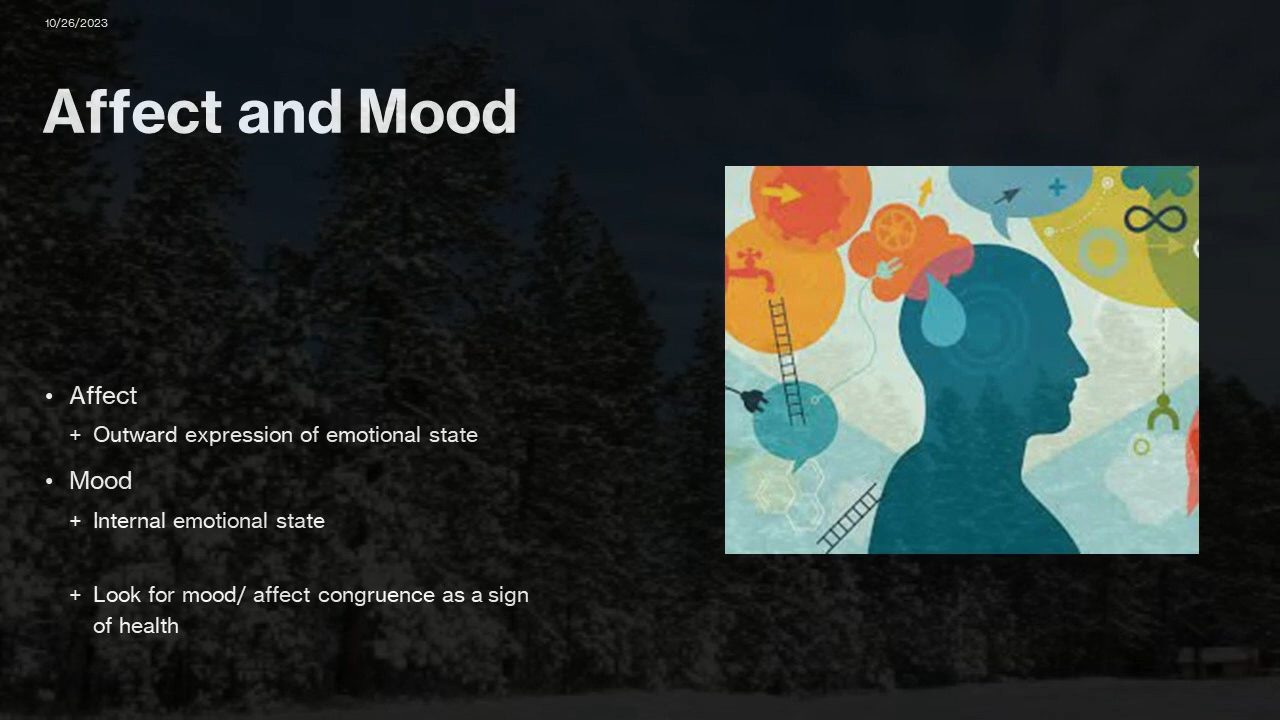 10/26/2023
Affect and Mood
• Affect
+ Outward expression of emotional state
• Mood
+ Internal emotional state
+ Look for mood/ affect congruence as a sign
of health